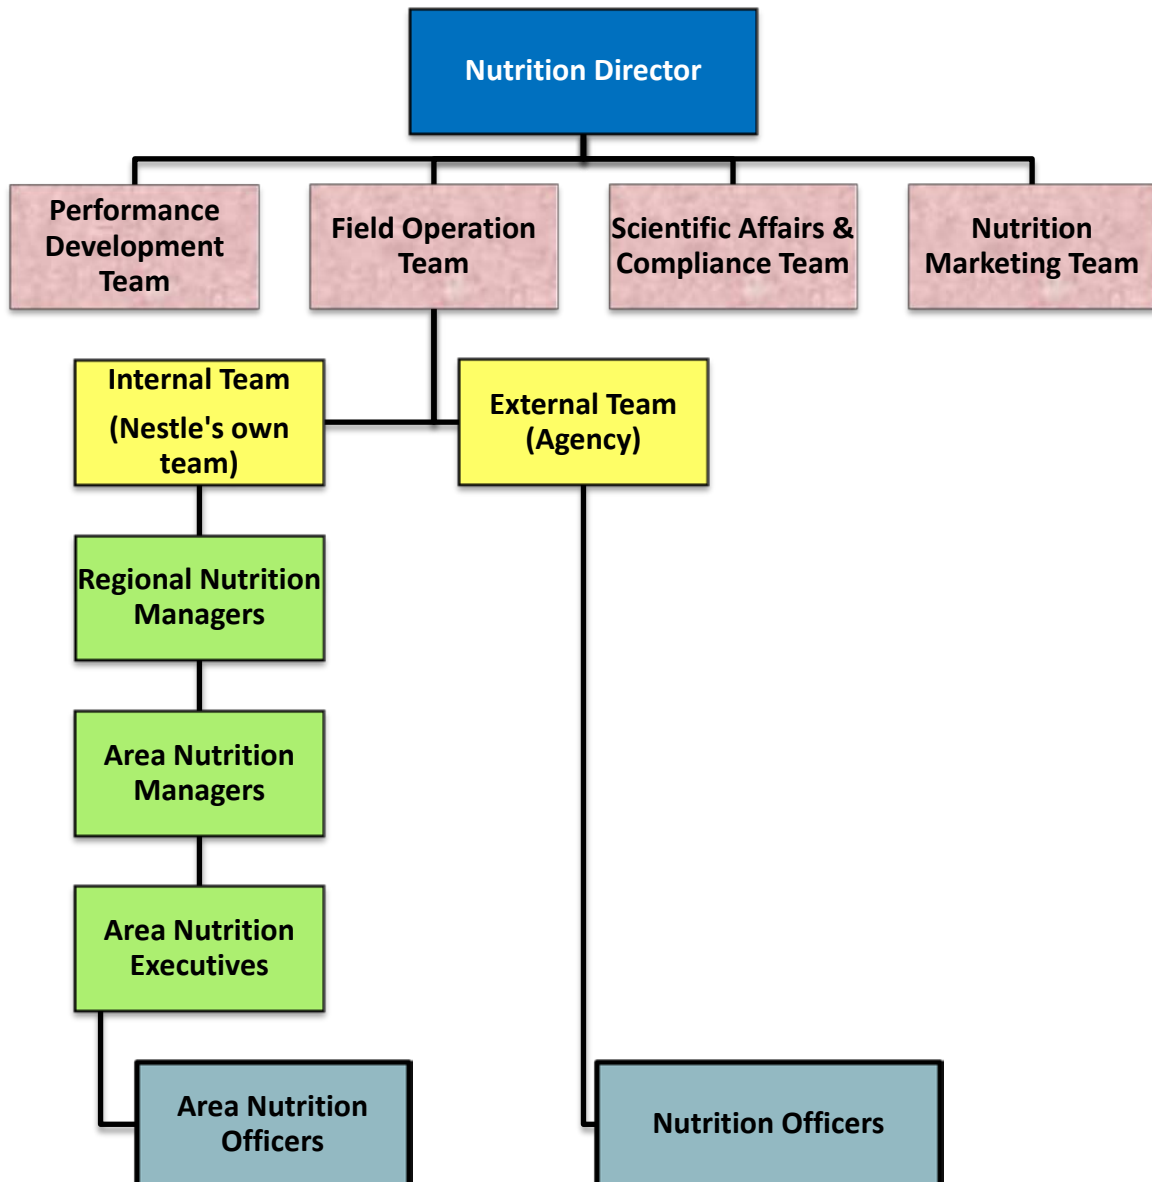 Nutrition Director
Performance
Development
Team
Field Operation
Team
Scientific Affairs &
Compliance Team
Nutrition
Marketing Team
Internal Team
(Nestle's own
team)
External Team
(Agency)
Regional Nutrition
Managers
Area Nutrition
Managers
Area Nutrition
Executives
Area Nutrition
Officers
Nutrition Officers